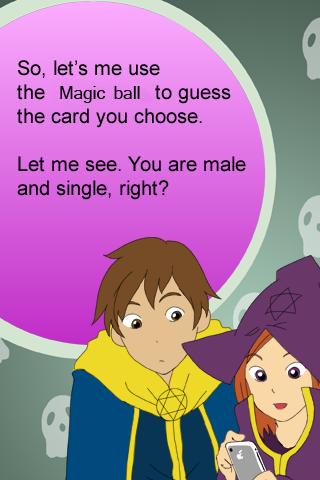 So, let's me use
the Magic ball to guess
the card you choose.
Let me see. You are male
and single, right?